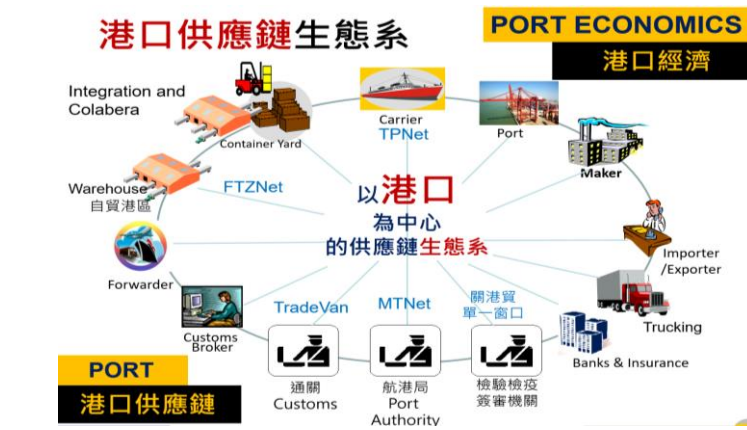 港口供應鏈生態系
PORT ECONOMICS
港口經濟
Integration and
Colabera
Container Yard
Carrier
TPNet
Port
Maker
Warehouse
自貿港區
FTZNet
以港口
為中心
的供應鏈生態系
Importer
/Exporter
Forwarder
Trucking
Customs
Broker
TradeVan
MTNet
關港貿
單一窗口
Banks & Insurance
通關
Customs
航港局
Port
Authority
檢驗檢疫
簽審機關
PORT
港口供應鏈